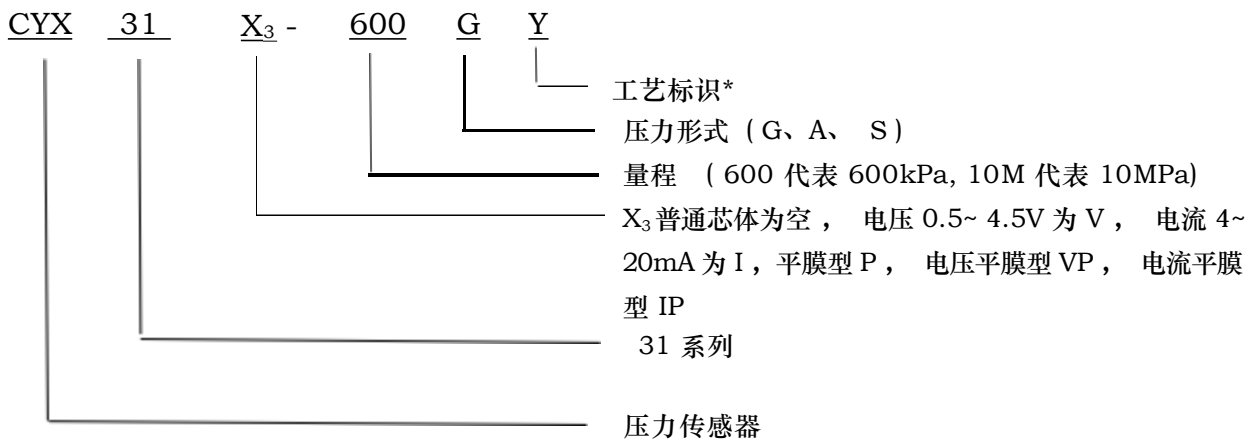 CYX 31 X₃ - 600 G Y
工艺标识*
压力形式 (G、A、 S)
量程 (600 代表 600kPa, 10M 代表 10MPa)
X₃普通芯体为空， 电压 0.5~ 4.5V 为 V， 电流 4~
20mA 为 I，平膜型 P， 电压平膜型 VP， 电流平膜
型 IP
31 系列
压力传感器